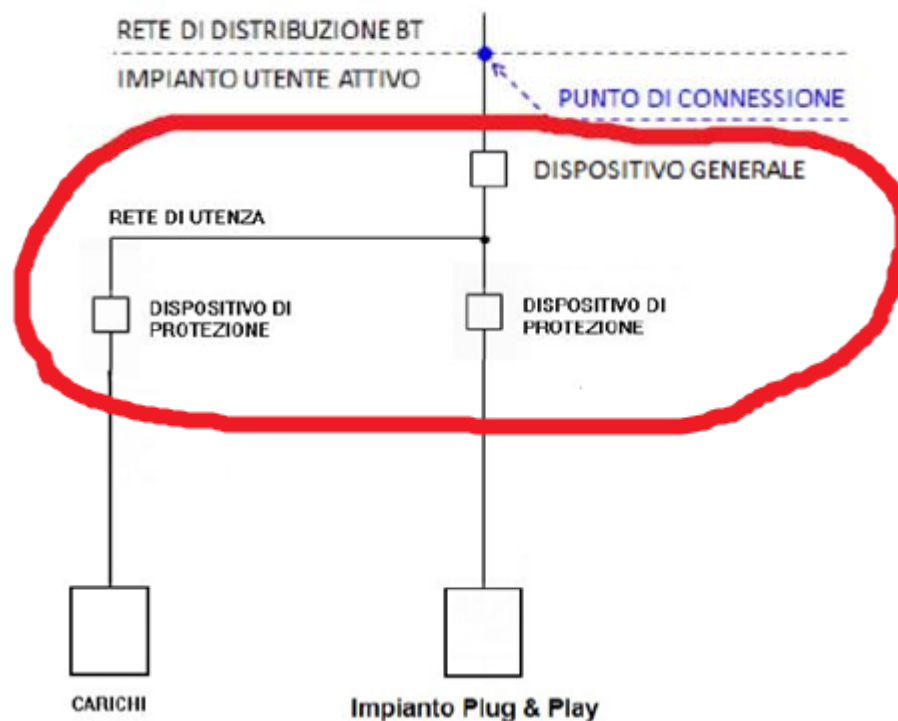 RETE DI DISTRIBUZIONE BT
IMPIANTO UTENTE ATTIVO
PUNTO DI CONNESSIONE
DISPOSITIVO GENERALE
RETE DI UTENZA
DISPOSITIVO DI
PROTEZIONE
DISPOSITIVO DI
PROTEZIONE
CARICHI
Impianto Plug & Play